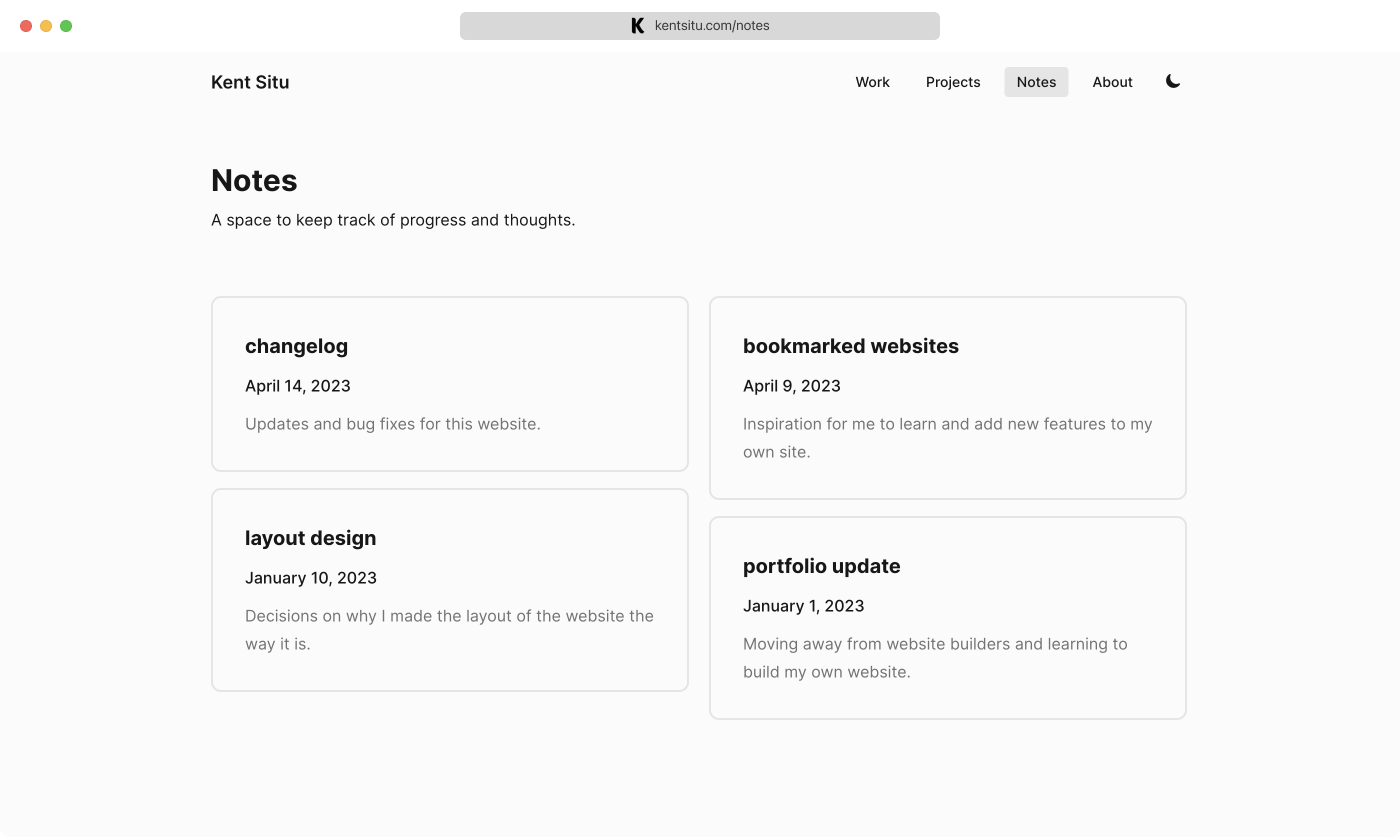 K kentsitu.com/notes
Kent Situ
Work Projects Notes About
Notes
A space to keep track of progress and thoughts.
changelog
April 14, 2023
Updates and bug fixes for this website.
bookmarked websites
April 9, 2023
Inspiration for me to learn and add new features to my
own site.
layout design
January 10, 2023
Decisions on why I made the layout of the website the
way it is.
portfolio update
January 1, 2023
Moving away from website builders and learning to
build my own website.